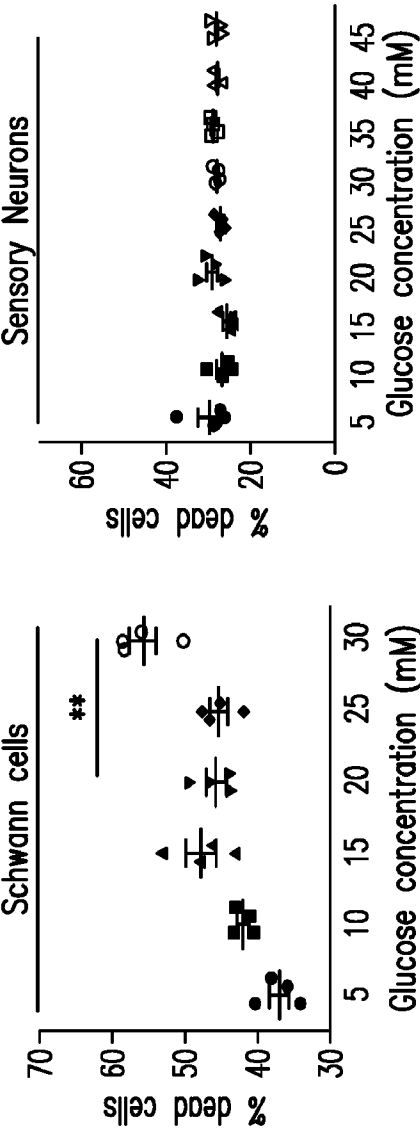 Schwann cells
**
70
60
50
40
30
% dead cells
5 10 15 20 25 30
Glucose concentration (mM)
Sensory Neurons
60
40
20
0
% dead cells
5 10 15 20 25 30 35 40 45
Glucose concentration (mM)